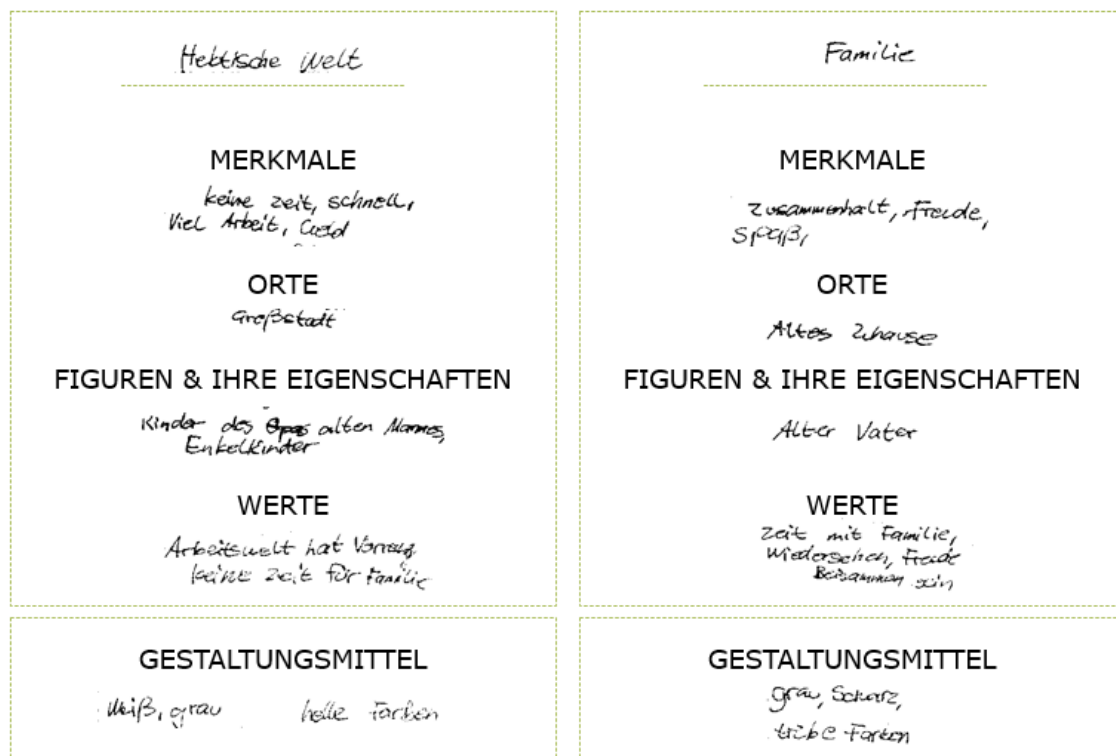 Hektische Welt
MERKMALE
keine Zeit, schnell,
Viel Arbeit, Geld
ORTE
Großstadt
FIGUREN & IHRE EIGENSCHAFTEN
Kinder des Opas alten Mannes,
Enkelkinder
WERTE
Arbeitswelt hat Vorrang
keine Zeit für Familie
GESTALTUNGSMITTEL
Weiß, grau helle Farben
Familie
MERKMALE
Zusammenhalt, Freude,
Spaß,
ORTE
Altes Zuhause
FIGUREN & IHRE EIGENSCHAFTEN
Alter Vater
WERTE
Zeit mit Familie,
Wiedersehen, Freude
Beisammen sein
GESTALTUNGSMITTEL
grau, Scharz,
trübe Farben